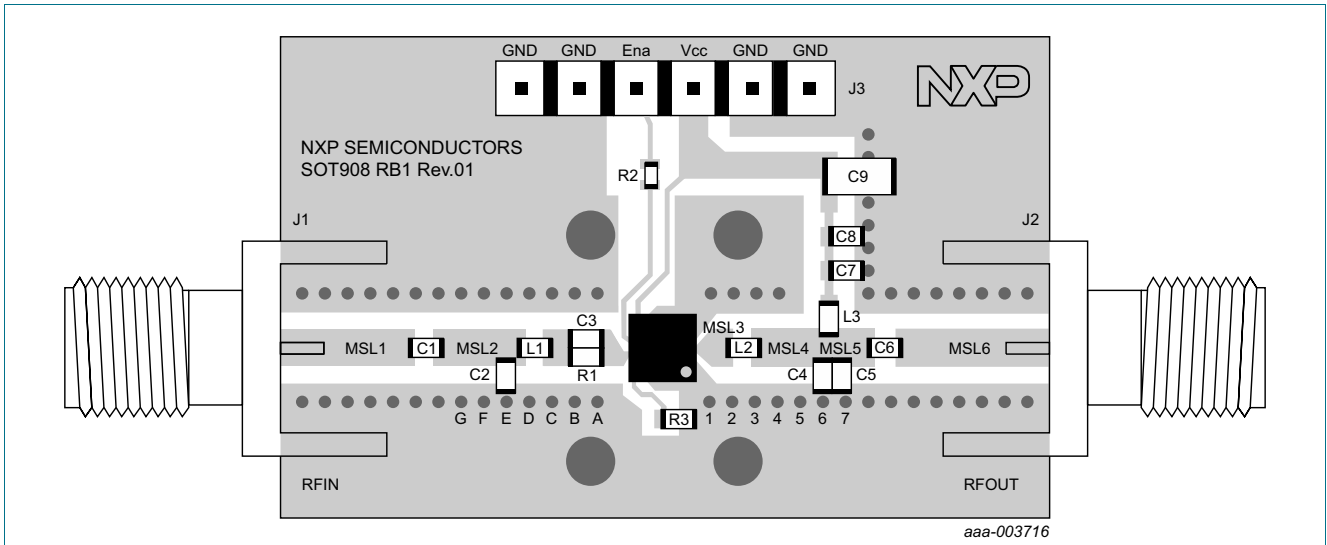 GND GND Ena Vcc GND GND
J3
NXP
NXP SEMICONDUCTORS
SOT908 RB1 Rev.01
R2
C9
J1
J2
C8
C7
L3
C3
MSL3
MSL1 C1 MSL2 L1 L2 MSL4 MSL5 C6 MSL6
C2 R1 C4 C5
G F E D C B A R3 1 2 3 4 5 6 7
RFIN
RFOUT
aaa-003716